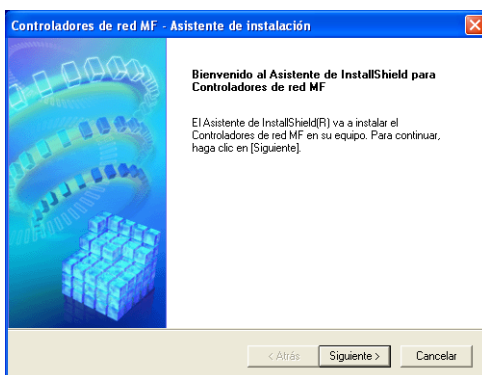 Controladores de red MF - Asistente de instalación
Bienvenido al Asistente de InstallShield para
Controladores de red MF
El Asistente de InstallShield(R) va a instalar el
Controladores de red MF en su equipo. Para continuar,
haga clic en [Siguiente].
< Atrás
Siguiente >
Cancelar